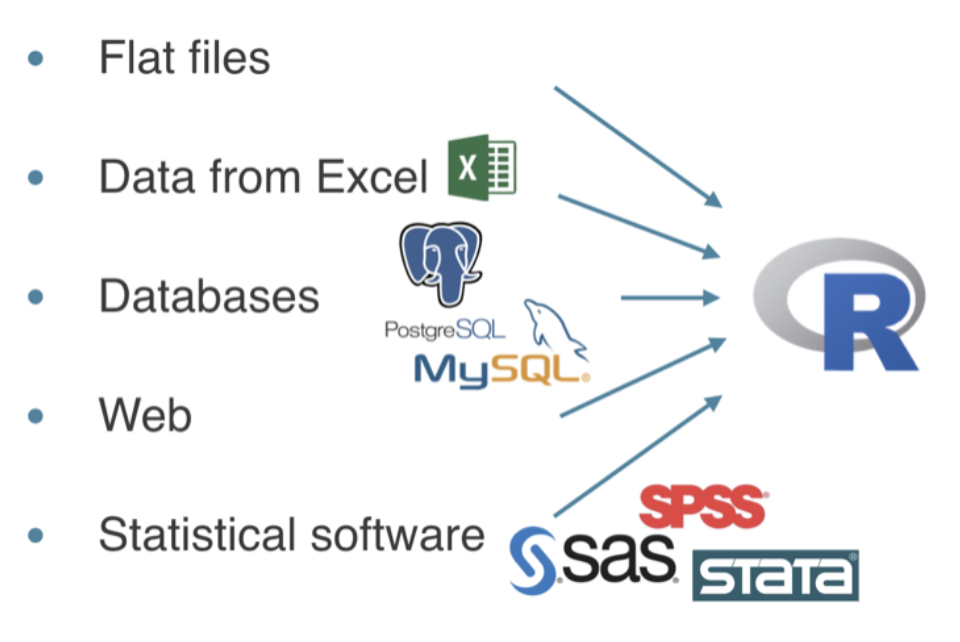 Flat files
Data from Excel
X
Databases
PostgreSQL
MySQL®
Web
R
Statistical software
SPSS®
sas®
STATA®